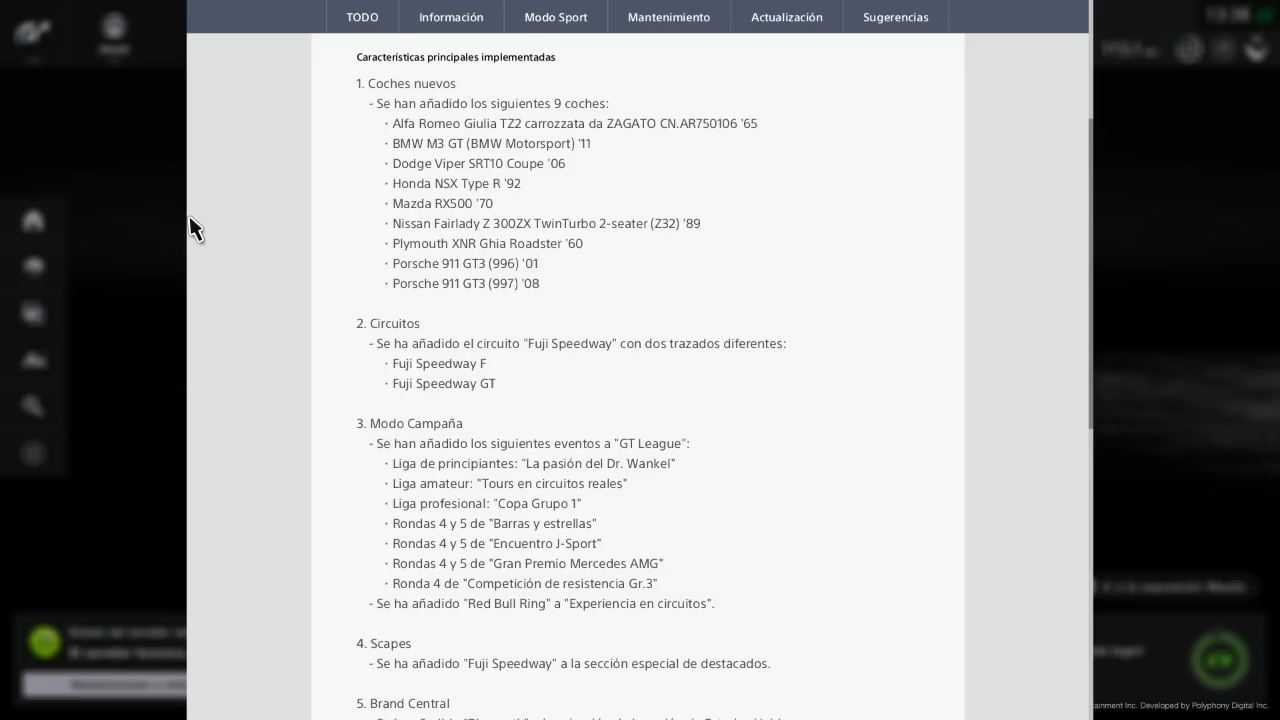 TODO
Información
Modo Sport
Mantenimiento
Actualización
Sugerencias
Características principales implementadas
1. Coches nuevos
- Se han añadido los siguientes 9 coches:
· Alfa Romeo Giulia TZ2 carrozzata da ZAGATO CN.AR750106 '65
· BMW M3 GT (BMW Motorsport) '11
· Dodge Viper SRT10 Coupe '06
· Honda NSX Type R '92
· Mazda RX500 '70
· Nissan Fairlady Z 300ZX TwinTurbo 2-seater (Z32) '89
· Plymouth XNR Ghia Roadster '60
· Porsche 911 GT3 (996) '01
· Porsche 911 GT3 (997) '08
2. Circuitos
- Se ha añadido el circuito "Fuji Speedway" con dos trazados diferentes:
· Fuji Speedway F
· Fuji Speedway GT
3. Modo Campaña
- Se han añadido los siguientes eventos a "GT League":
· Liga de principiantes: "La pasión del Dr. Wankel"
· Liga amateur: "Tours en circuitos reales"
· Liga profesional: "Copa Grupo 1"
· Rondas 4 y 5 de "Barras y estrellas"
· Rondas 4 y 5 de "Encuentro J-Sport"
· Rondas 4 y 5 de "Gran Premio Mercedes AMG"
· Ronda 4 de "Competición de resistencia Gr.3"
- Se ha añadido "Red Bull Ring" a "Experiencia en circuitos".
4. Scapes
- Se ha añadido "Fuji Speedway" a la sección especial de destacados.
5. Brand Central
tainment Inc. Developed by Polyphony Digital Inc.